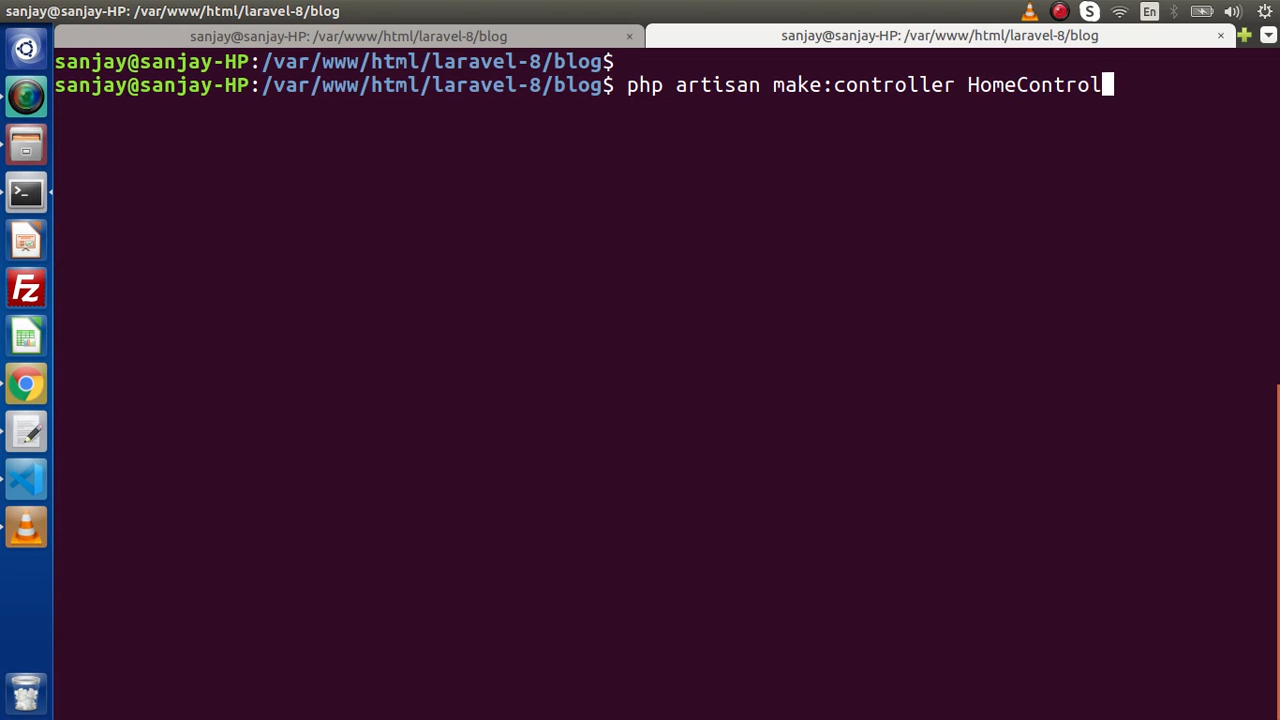 sanjay@sanjay-HP: /var/www/html/laravel-8/blog
En
sanjay@sanjay-HP: /var/www/html/laravel-8/blog ×
sanjay@sanjay-HP: /var/www/html/laravel-8/blog ×
sanjay@sanjay-HP:/var/www/html/laravel-8/blog$
sanjay@sanjay-HP:/var/www/html/laravel-8/blog$ php artisan make:controller HomeControl
>_
Fz